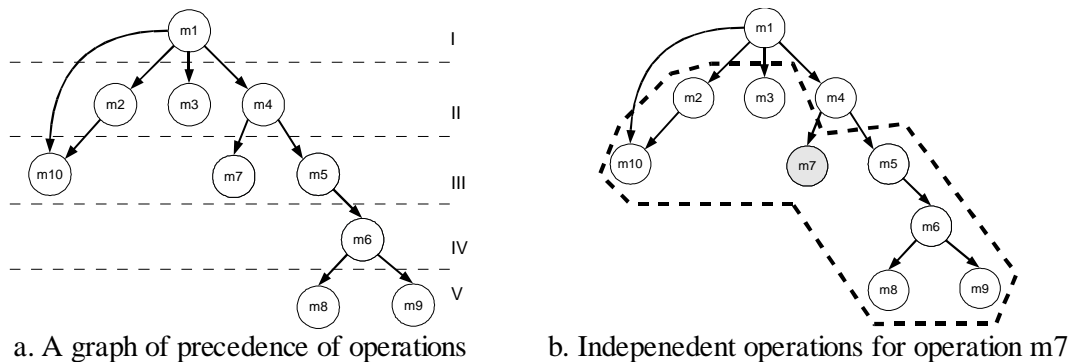 m1
I
m2
m3
m4
II
m10
m7
m5
III
m6
IV
m8
m9
V
a. A graph of precedence of operations
m1
m2
m3
m4
m10
m7
m5
m6
m8
m9
b. Indepenedent operations for operation m7